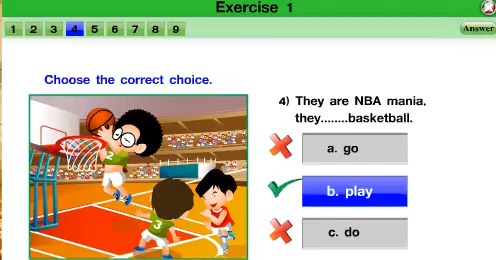 Exercise 1
1 2 3 4 5 6 7 8 9
Answer
Choose the correct choice.
4) They are NBA mania,
they........basketball.
a. go
b. play
c. do
2
3